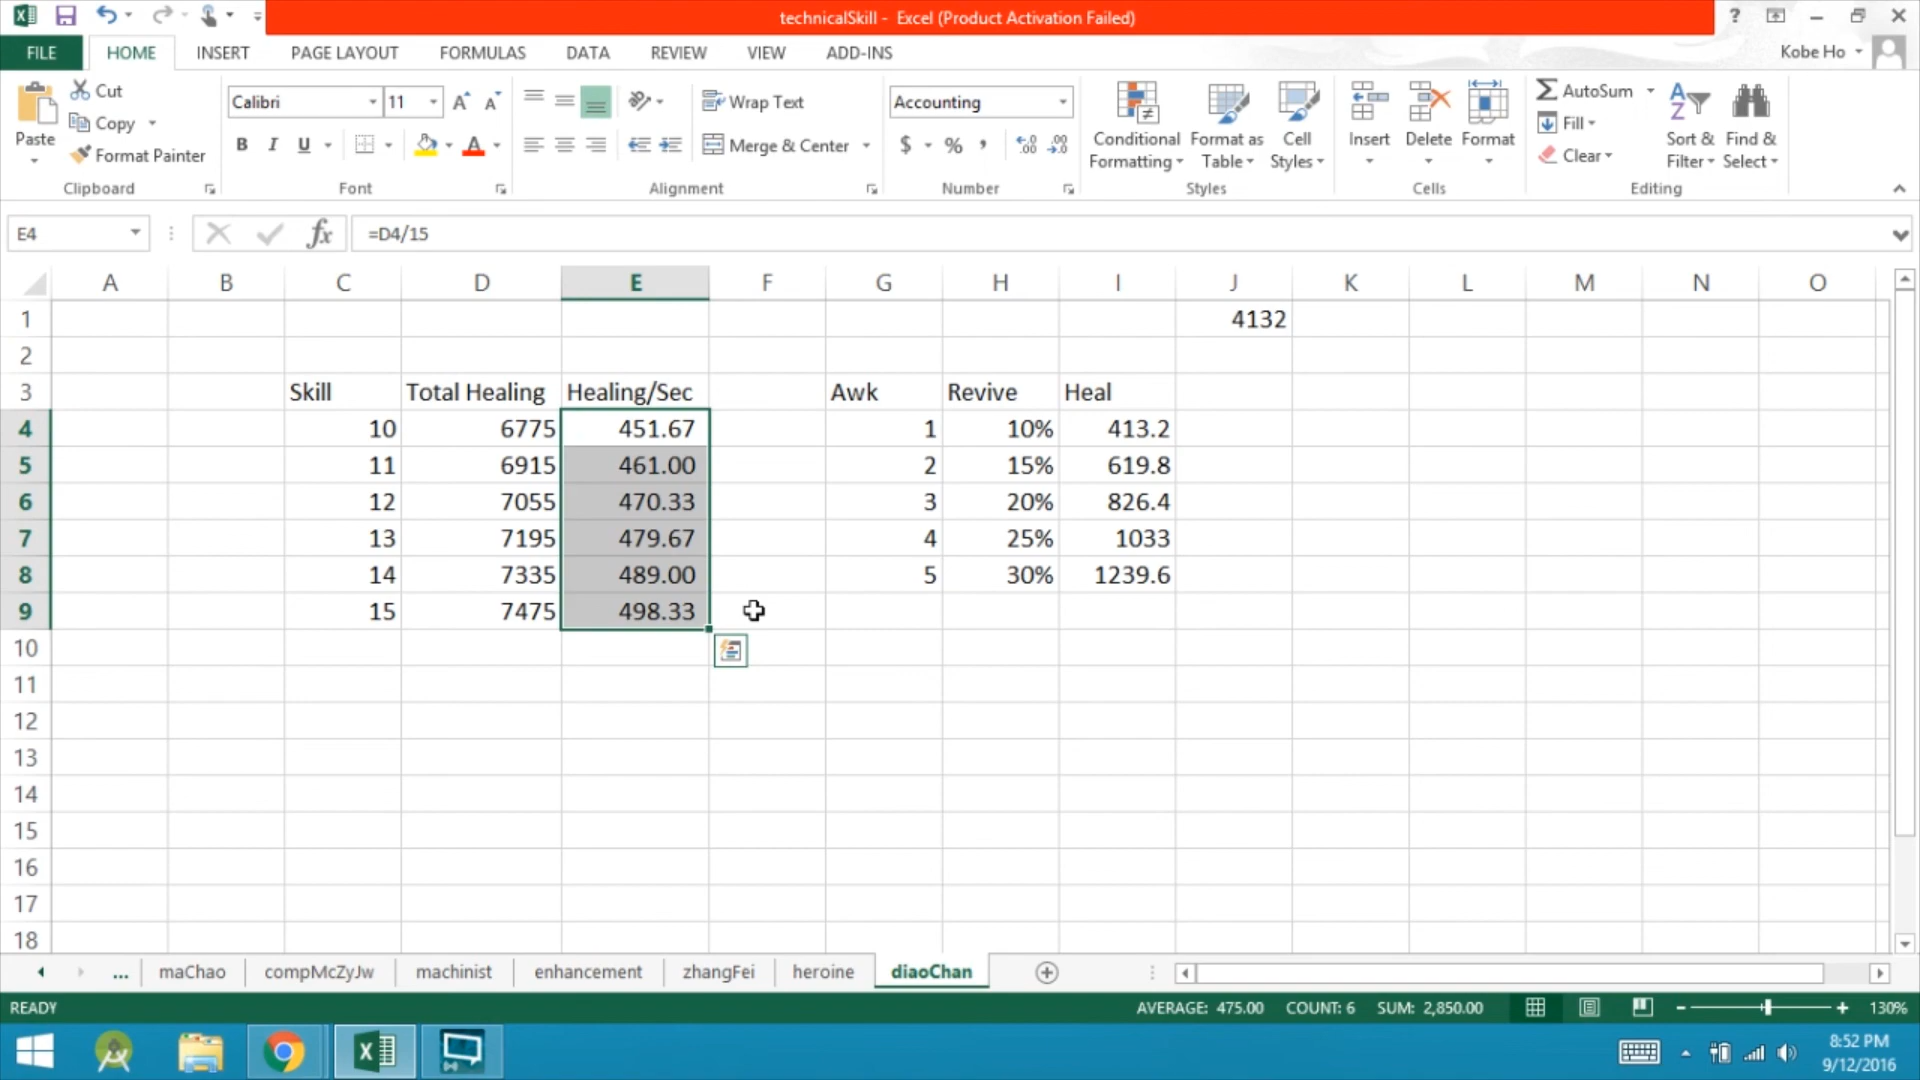 technicalSkill - Excel (Product Activation Failed)
?
FILE HOME INSERT PAGE LAYOUT FORMULAS DATA REVIEW VIEW ADD-INS Kobe Ho
Paste
Cut
Copy
Format Painter
Clipboard
Calibri 11
B I U
Font
Wrap Text
Merge & Center
Alignment
Accounting
$ % ,
Number
Conditional Formatting
Format as Table
Cell Styles
Styles
Insert
Delete
Format
Cells
AutoSum
Fill
Clear
Sort & Filter
Find & Select
Editing
E4 fx =D4/15
A B C D E F G H I J K L M N O
1 4132
2
3 Skill Total Healing Healing/Sec Awk Revive Heal
4 10 6775 451.67 1 10% 413.2
5 11 6915 461.00 2 15% 619.8
6 12 7055 470.33 3 20% 826.4
7 13 7195 479.67 4 25% 1033
8 14 7335 489.00 5 30% 1239.6
9 15 7475 498.33
10
11
12
13
14
15
16
17
18
... maChao compMcZyJw machinist enhancement zhangFei heroine diaoChan
READY AVERAGE: 475.00 COUNT: 6 SUM: 2,850.00 130%
8:52 PM
9/12/2016